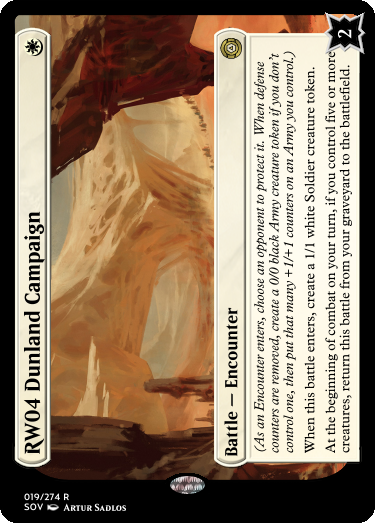 RW04 Dunland Campaign
Battle — Encounter
(As an Encounter enters, choose an opponent to protect it. When defense
counters are removed, create a 0/0 black Army creature token if you don't
control one, then put that many +1/+1 counters on an Army you control.)
When this battle enters, create a 1/1 white Soldier creature token.
At the beginning of combat on your turn, if you control five or more
creatures, return this battle from your graveyard to the battlefield.
2
019/274 R
SOV Artur Sadlos